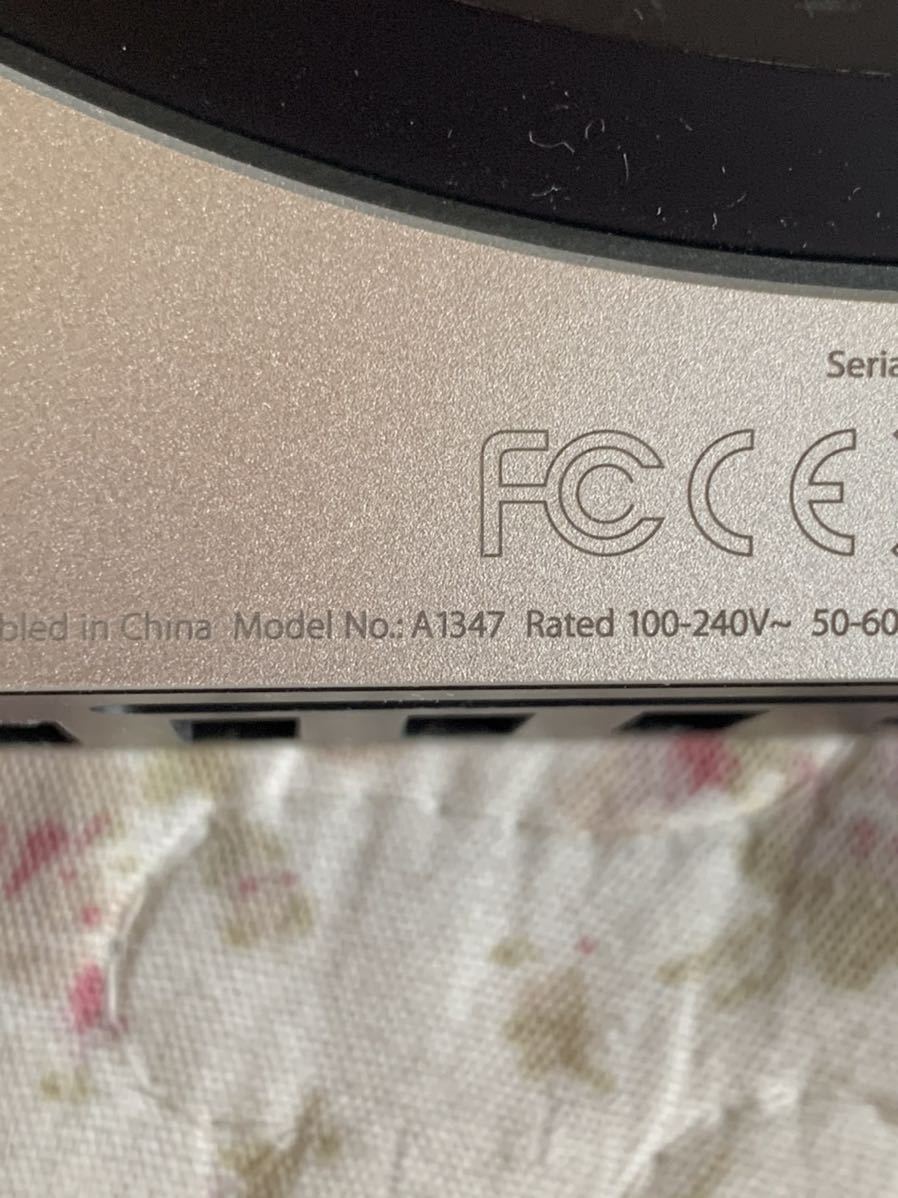 Seria
FC CE
bled in China Model No.: A1347 Rated 100-240V~ 50-60